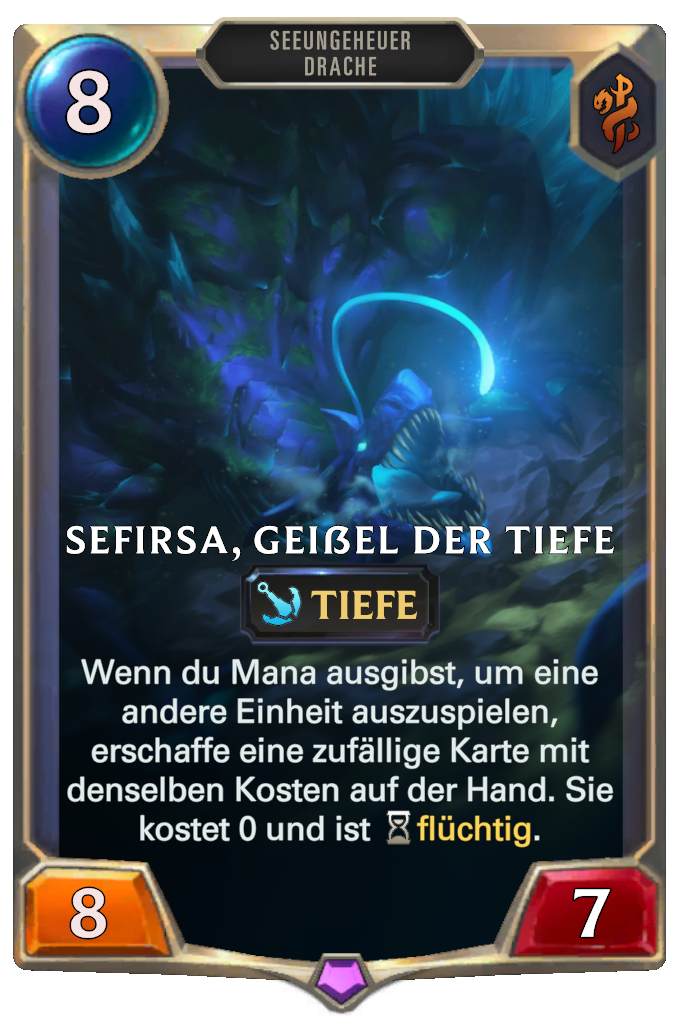 SEEUNGEHEUER
DRACHE
8
SEFIRSA, GEIẞEL DER TIEFE
TIEFE
Wenn du Mana ausgibst, um eine
andere Einheit auszuspielen,
erschaffe eine zufällige Karte mit
denselben Kosten auf der Hand. Sie
kostet 0 und ist flüchtig.
8
7